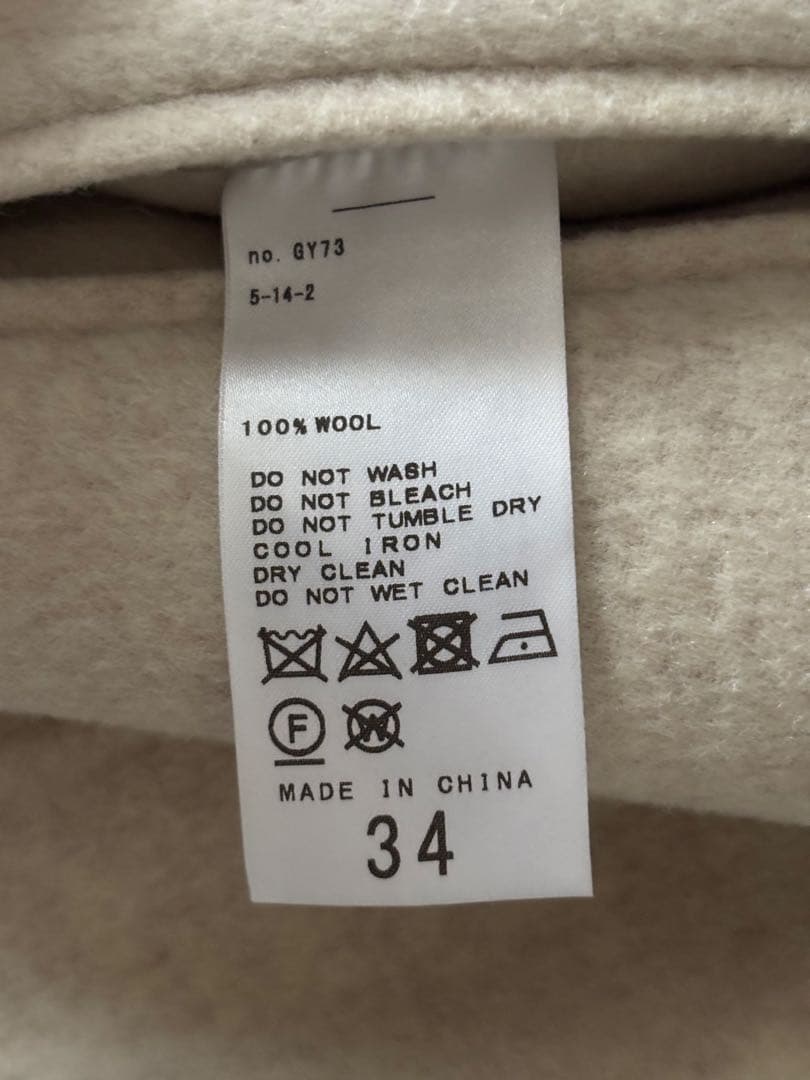 no. GY73
5-14-2
100% WOOL
DO NOT WASH
DO NOT BLEACH
DO NOT TUMBLE DRY
COOL IRON
DRY CLEAN
DO NOT WET CLEAN
F W
MADE IN CHINA
34